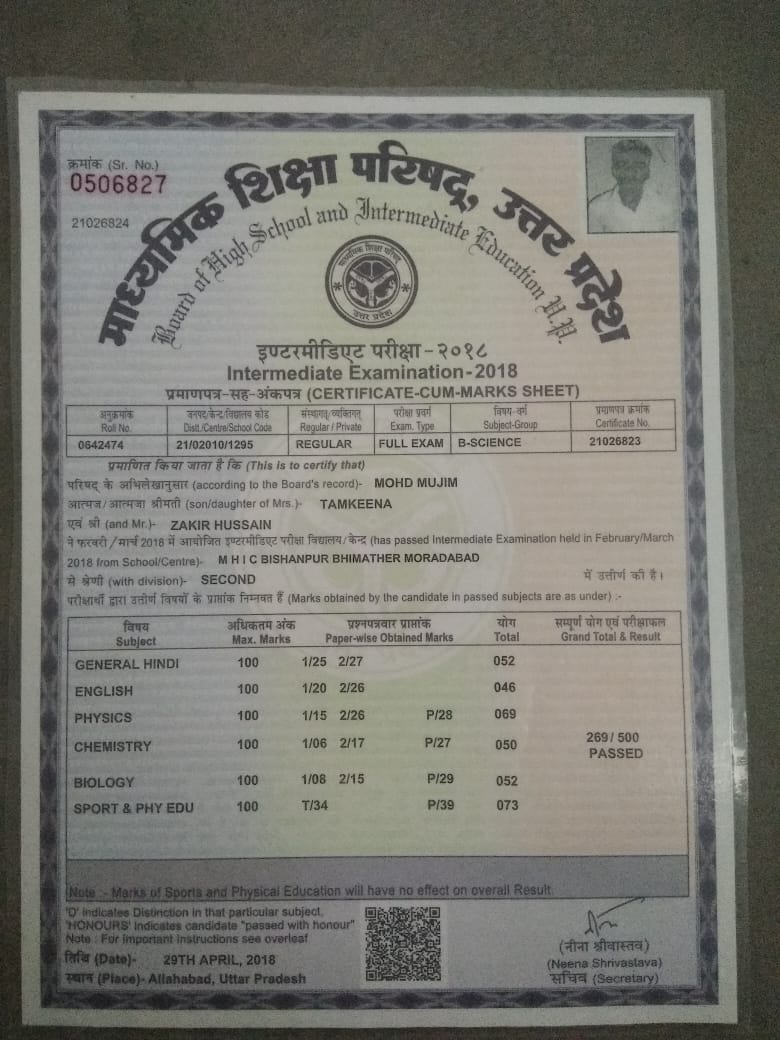 क्रमांक (Sr. No.)
0506827
21026824
माध्यमिक शिक्षा परिषद्, उत्तर प्रदेश
Board of High School and Intermediate Education U.P.
माध्यमिक शिक्षा परिषद्
उत्तर प्रदेश
इण्टरमीडिएट परीक्षा-२०१८
Intermediate Examination-2018
प्रमाणपत्र-सह-अंकपत्र (CERTIFICATE-CUM-MARKS SHEET)
अनुक्रमांक जनपद/केन्द्र/विद्यालय कोड संस्थागत/व्यक्तिगत परीक्षा प्रवर्ग विषय-वर्ग प्रमाणपत्र क्रमांक
Roll No. Distt./Centre/School Code Regular / Private Exam. Type Subject-Group Certificate No.
0642474 21/02010/1295 REGULAR FULL EXAM B-SCIENCE 21026823
प्रमाणित किया जाता है कि (This is to certify that)
परिषद् के अभिलेखानुसार (according to the Board's record)- MOHD MUJIM
आत्मज/आत्मजा श्रीमती (son/daughter of Mrs.)- TAMKEENA
एवं श्री (and Mr.)- ZAKIR HUSSAIN
ने फरवरी/मार्च 2018 में आयोजित इण्टरमीडिएट परीक्षा विद्यालय/केन्द्र (has passed Intermediate Examination held in February/March
2018 from School/Centre)- M H I C BISHANPUR BHIMATHER MORADABAD
से श्रेणी (with division)- SECOND में उत्तीर्ण की है।
परीक्षार्थी द्वारा उत्तीर्ण विषयों के प्राप्तांक निम्नवत हैं (Marks obtained by the candidate in passed subjects are as under) :-
विषय अधिकतम अंक प्रश्नपत्रवार प्राप्तांक योग सम्पूर्ण योग एवं परीक्षाफल
Subject Max. Marks Paper-wise Obtained Marks Total Grand Total & Result
GENERAL HINDI 100 1/25 2/27 052
ENGLISH 100 1/20 2/26 046
PHYSICS 100 1/15 2/26 P/28 069
CHEMISTRY 100 1/06 2/17 P/27 050 269/500
PASSED
BIOLOGY 100 1/08 2/15 P/29 052
SPORT & PHY EDU 100 T/34 P/39 073
Note :- Marks of Sports and Physical Education will have no effect on overall Result
'D' indicates Distinction in that particular subject,
'HONOURS' indicates candidate "passed with honour"
Note : For important instructions see overleaf
तिथि (Date)- 29TH APRIL, 2018
स्थान (Place)- Allahabad, Uttar Pradesh
(नीना श्रीवास्तव)
(Neena Shrivastava)
सचिव (Secretary)